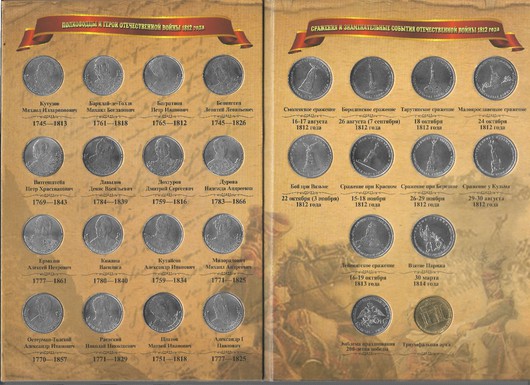 ПОЛКОВОДЦЫ И ГЕРОИ ОТЕЧЕСТВЕННОЙ ВОЙНЫ 1812 года
Кутузов
Михаил Илларионович
1745—1813
Барклай-де-Толли
Михаил Богданович
1761—1818
Багратион
Петр Иванович
1765—1812
Беннигсен
Леонтий Леонтьевич
1745—1826
Витгенштейн
Петр Христианович
1769—1843
Давыдов
Денис Васильевич
1784—1839
Дохтуров
Дмитрий Сергеевич
1759—1816
Дурова
Надежда Андреевна
1783—1866
Ермолов
Алексей Петрович
1777—1861
Кожина
Василиса
1780—1840
Кутайсов
Александр Иванович
1759—1834
Милорадович
Михаил Андреевич
1771—1825
Остерман-Толстой
Александр Иванович
1770—1857
Раевский
Николай Николаевич
1771—1829
Платов
Матвей Иванович
1751—1818
Александр I
1777—1825
СРАЖЕНИЯ И ЗНАМЕНАТЕЛЬНЫЕ СОБЫТИЯ ОТЕЧЕСТВЕННОЙ ВОЙНЫ 1812 года
Смоленское сражение
16-17 августа
1812 года
Бородинское сражение
26 августа (7 сентября)
1812 года
Тарутинское сражение
18 октября
1812 года
Малоярославецкое сражение
24 октября
1812 года
Бой при Вязьме
22 октября (3 ноября)
1812 года
Сражение при Красном
15-18 ноября
1812 года
Сражение при Березине
26-29 ноября
1812 года
Сражение у Кульма
29-30 августа
Лейпцигское сражение
16-19 октября
1813 года
Взятие Парижа
30 марта
1814 года
Эмблема празднования
200-летия победы
Триумфальная арка